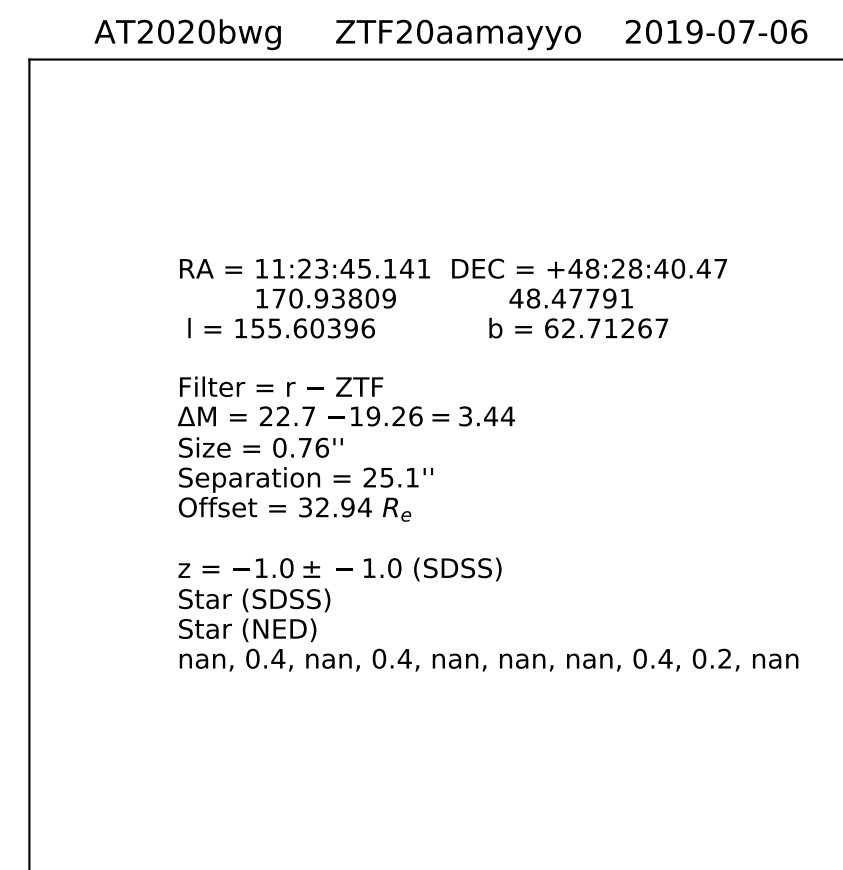 AT2020bwg ZTF20aamayyo 2019-07-06
RA = 11:23:45.141 DEC = +48:28:40.47
170.93809 48.47791
l = 155.60396 b = 62.71267
Filter = r − ZTF
ΔM = 22.7 −19.26 = 3.44
Size = 0.76''
Separation = 25.1''
Offset = 32.94 Rₑ
z = −1.0 ± − 1.0 (SDSS)
Star (SDSS)
Star (NED)
nan, 0.4, nan, 0.4, nan, nan, nan, 0.4, 0.2, nan